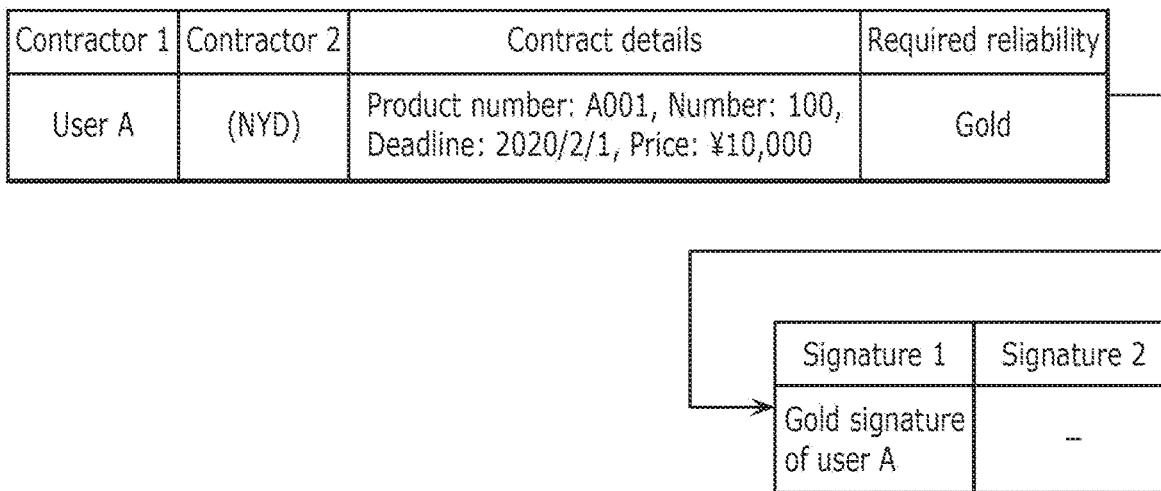 Contractor 1 Contractor 2 Contract details Required reliability
User A (NYD) Product number: A001, Number: 100,
Deadline: 2020/2/1, Price: ¥10,000 Gold
Signature 1 Signature 2
Gold signature
of user A –